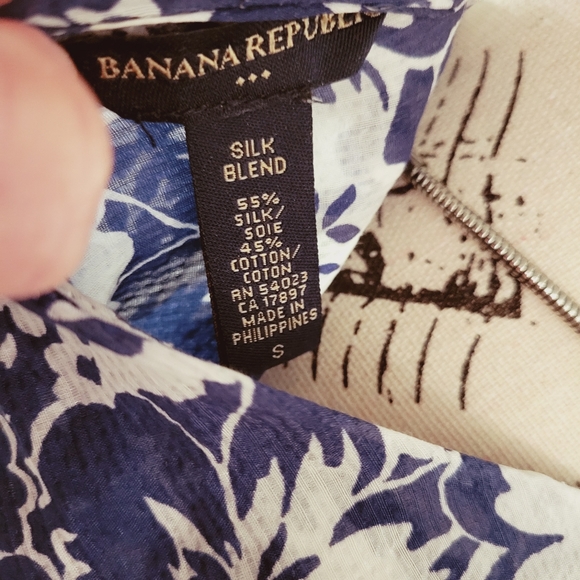 BANANA REPUBLIC
SILK
BLEND
55%
SILK/
SOIE
45%
COTTON/
COTON
RN 54023
CA 17897
MADE IN
PHILIPPINES
S